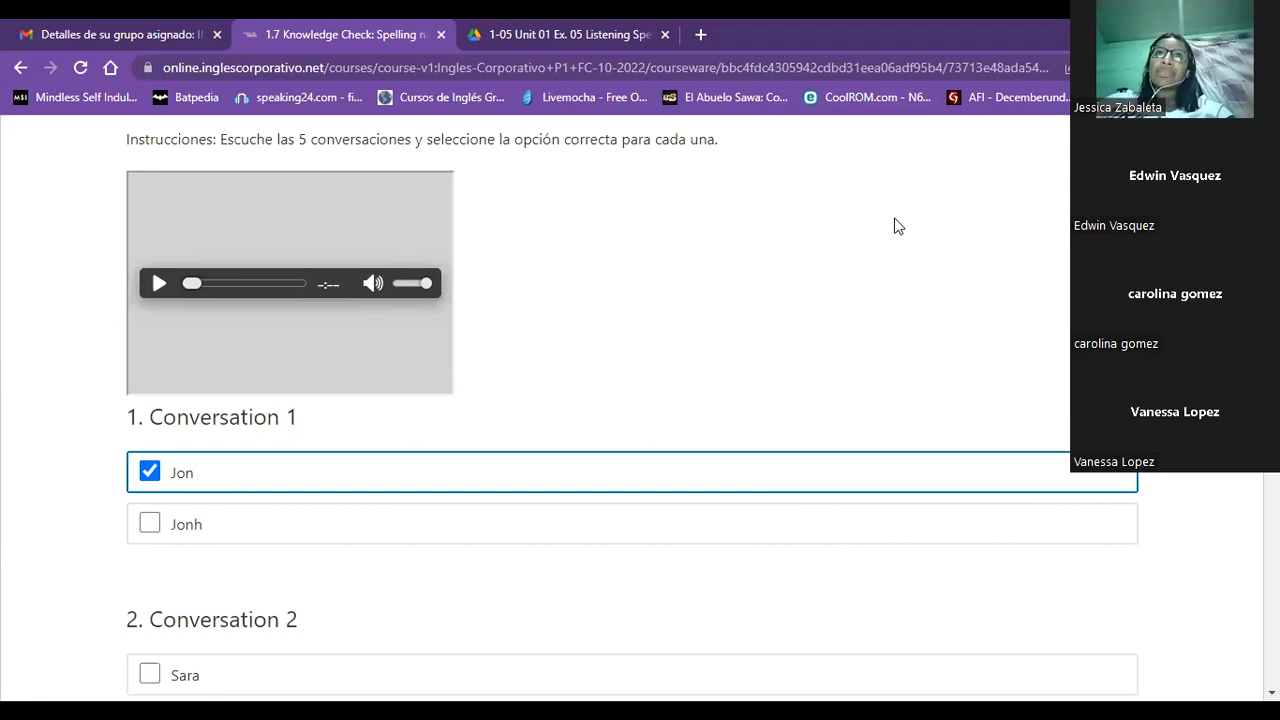 Detalles de su grupo asignado: I
1.7 Knowledge Check: Spelling n
1-05 Unit 01 Ex. 05 Listening Spe
online.inglescorporativo.net/courses/course-v1:Ingles-Corporativo+P1+FC-10-2022/courseware/bbc4fdc4305942cdbd31eea06adf95b4/73713e48ada54...
Mindless Self Indul...
Batpedia
speaking24.com - fi...
Cursos de Inglés Gr...
Livemocha - Free O...
El Abuelo Sawa: Co...
CoolROM.com - N6...
AFI - Decemberund...
Jessica Zabaleta
Instrucciones: Escuche las 5 conversaciones y seleccione la opción correcta para cada una.
Edwin Vasquez
Edwin Vasquez
-:--
carolina gomez
carolina gomez
Vanessa Lopez
Vanessa Lopez
1. Conversation 1
Jon
Jonh
2. Conversation 2
Sara